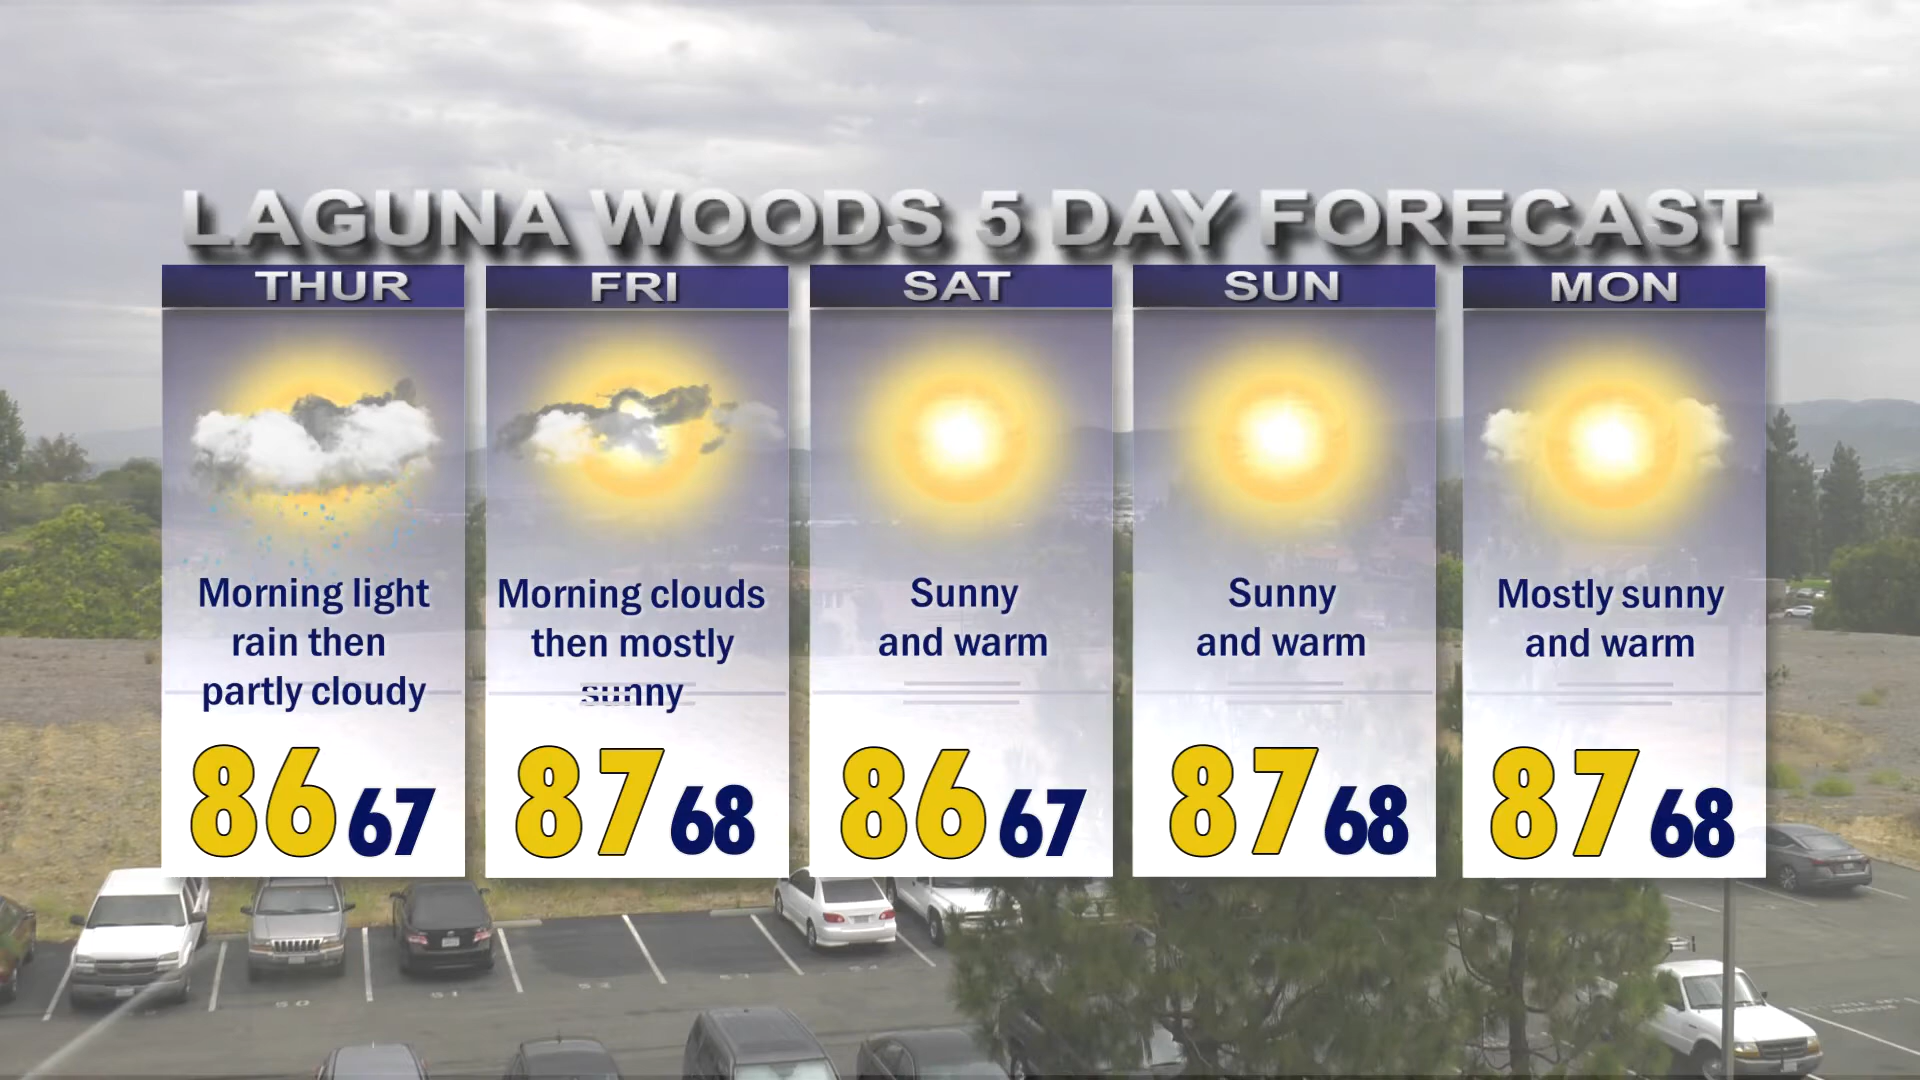 LAGUNA WOODS 5 DAY FORECAST
THUR
Morning light
rain then
partly cloudy
86 67
FRI
Morning clouds
then mostly
sunny
87 68
SAT
Sunny
and warm
86 67
SUN
Sunny
and warm
87 68
MON
Mostly sunny
and warm
87 68
50
51